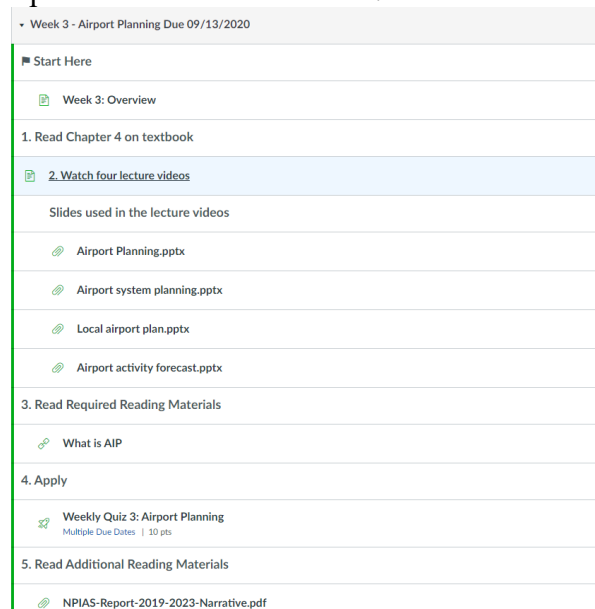 Week 3 - Airport Planning Due 09/13/2020
Start Here
Week 3: Overview
1. Read Chapter 4 on textbook
2. Watch four lecture videos
Slides used in the lecture videos
Airport Planning.pptx
Airport system planning.pptx
Local airport plan.pptx
Airport activity forecast.pptx
3. Read Required Reading Materials
What is AIP
4. Apply
Weekly Quiz 3: Airport Planning
Multiple Due Dates | 10 pts
5. Read Additional Reading Materials
NPIAS-Report-2019-2023-Narrative.pdf